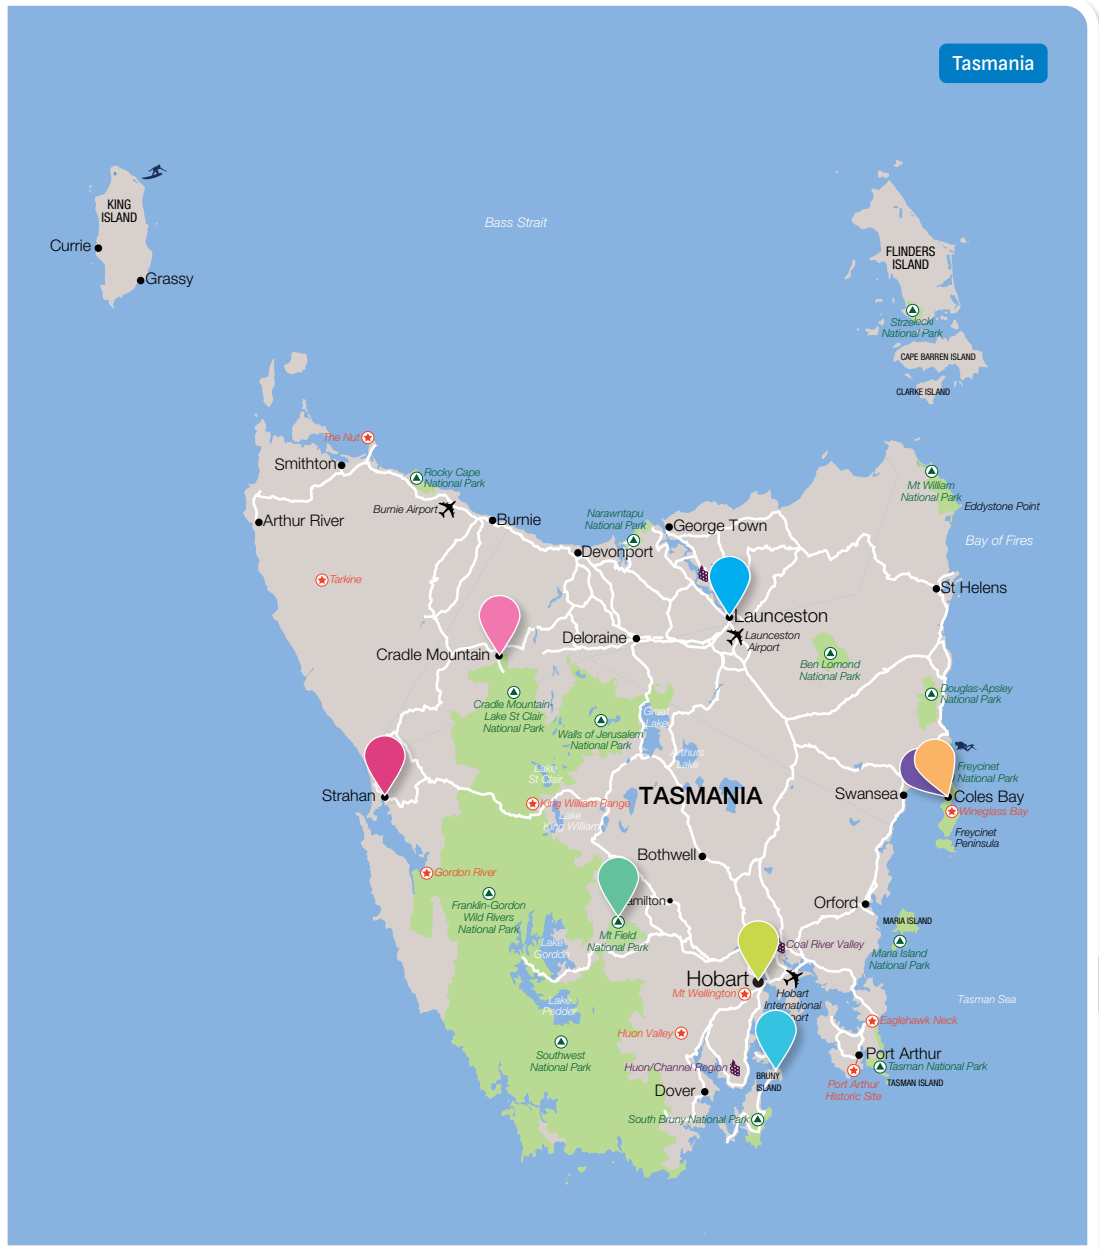 Tasmania
KING
ISLAND
Currie
Grassy
Bass Strait
FLINDERS
ISLAND
Strzelecki
National Park
CAPE BARREN ISLAND
CLARKE ISLAND
The Nut
Smithton
Rocky Cape
National Park
Mt William
National Park
Eddystone Point
Burnie Airport
Arthur River
Burnie
Narawntapu
National Park
George Town
Bay of Fires
Devonport
Tarkine
St Helens
Launceston
Launceston
Airport
Deloraine
Cradle Mountain
Ben Lomond
National Park
Cradle Mountain-
Lake St Clair
National Park
Walls of Jerusalem
National Park
Great
Lake
Douglas-Apsley
National Park
Arthurs
Lake
Lake
St Clair
Freycinet
National Park
Strahan
King William Range
Lake
King William
TASMANIA
Swansea
Coles Bay
Wineglass Bay
Freycinet
Peninsula
Bothwell
Gordon River
Franklin-Gordon
Wild Rivers
National Park
amilton
Orford
MARIA ISLAND
Mt Field
National Park
Lake
Gordon
Coal River Valley
Maria Island
National Park
Hobart
Mt Wellington
Hobart
International
port
Lake
Pedder
Tasman Sea
Eaglehawk Neck
Huon Valley
Southwest
National Park
Port Arthur
Huon/Channel Region
BRUNY
ISLAND
Tasman National Park
TASMAN ISLAND
Port Arthur
Historic Site
Dover
South Bruny National Park